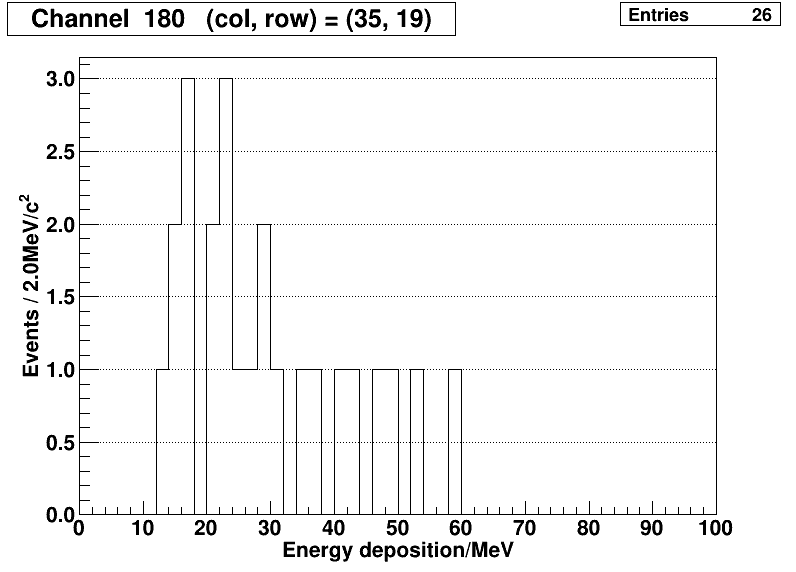 Channel 180 (col, row) = (35, 19)
Entries 26
Events / 2.0MeV/c²
3.0
2.5
2.0
1.5
1.0
0.5
0.0
0 10 20 30 40 50 60 70 80 90 100
Energy deposition/MeV